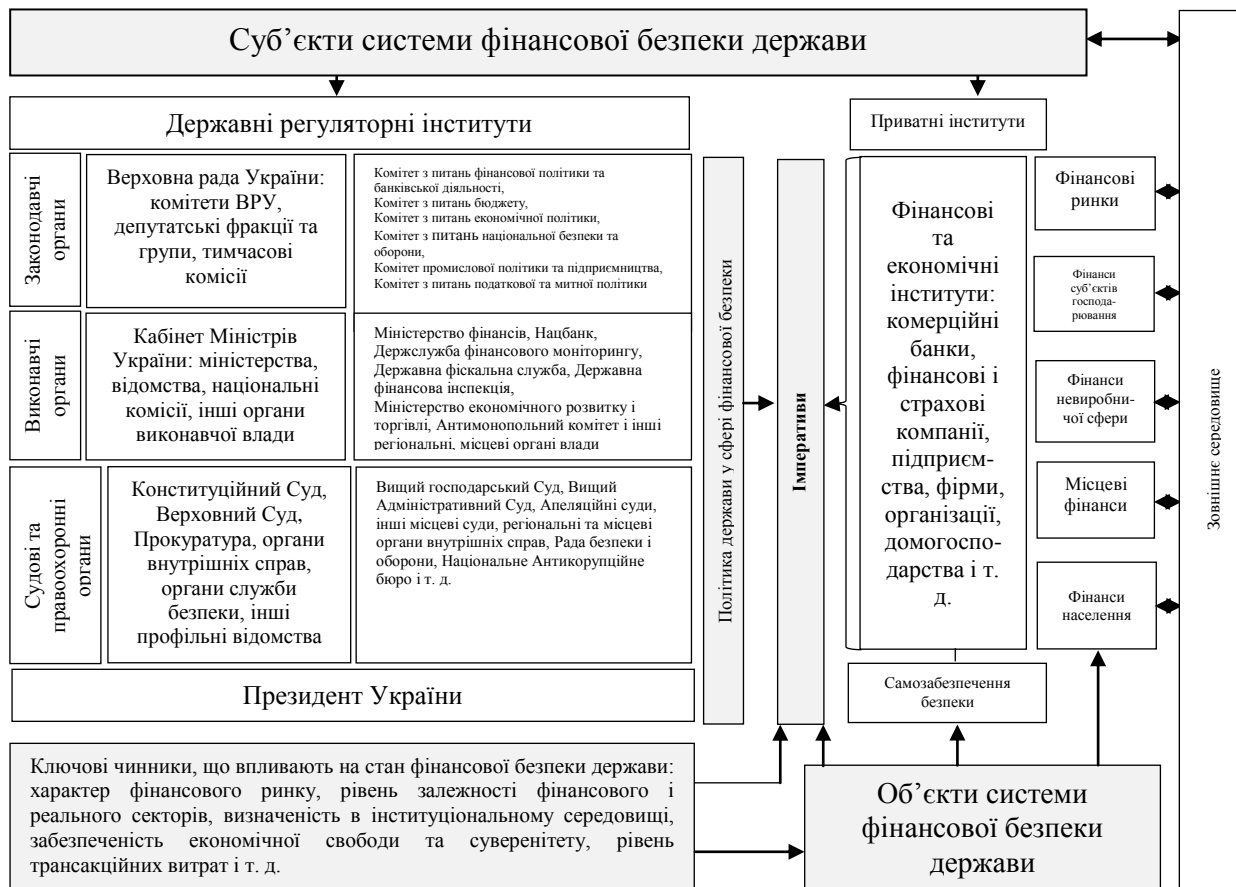 Суб’єкти системи фінансової безпеки держави
Державні регуляторні інститути
Приватні інститути
Законодавчі
органи
Верховна рада України:
комітети ВРУ,
депутатські фракції та
групи, тимчасові
комісії
Комітет з питань фінансової політики та
банківської діяльності,
Комітет з питань бюджету,
Комітет з питань економічної політики,
Комітет з питань національної безпеки та
оборони,
Комітет промислової політики та підприємництва,
Комітет з питань податкової та митної політики
Виконавчі
органи
Кабінет Міністрів
України: міністерства,
відомства, національні
комісії, інші органи
виконавчої влади
Міністерство фінансів, Нацбанк,
Держслужба фінансового моніторингу,
Державна фіскальна служба, Державна
фінансова інспекція,
Міністерство економічного розвитку і
торгівлі, Антимонопольний комітет і інші
регіональні, місцеві органі влади
Судові та
правоохоронні
органи
Конституційний Суд,
Верховний Суд,
Прокуратура, органи
внутрішніх справ,
органи служби
безпеки, інші
профільні відомства
Вищий господарський Суд, Вищий
Адміністративний Суд, Апеляційні суди,
інші місцеві суди, регіональні та місцеві
органи внутрішніх справ, Рада безпеки і
оборони, Національне Антикорупційне
бюро і т. д.
Президент України
Політика держави у сфері фінансової безпеки
Імперативи
Фінансові
та
економічні
інститути:
комерційні
банки,
фінансові і
страхові
компанії,
підприєм-
ства, фірми,
організації,
домогоспо-
дарства і т.
д.
Самозабезпечення
безпеки
Фінансові
ринки
Фінанси
суб’єктів
господа-
рювання
Фінанси
невиробни-
чої сфери
Місцеві
фінанси
Фінанси
населення
Зовнішнє середовище
Ключові чинники, що впливають на стан фінансової безпеки держави:
характер фінансового ринку, рівень залежності фінансового і
реального секторів, визначеність в інституціональному середовищі,
забезпеченість економічної свободи та суверенітету, рівень
трансакційних витрат і т. д.
Об’єкти системи
фінансової безпеки
держави